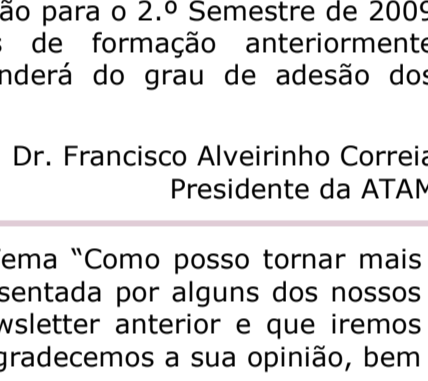 ão para o 2.º Semestre de 2009
de formação anteriormente
nderá do grau de adesão dos
Dr. Francisco Alveirinho Correia
Presidente da ATAM
ema “Como posso tornar mais
sentada por alguns dos nossos
wsletter anterior e que iremos
gradecemos a sua opinião, bem